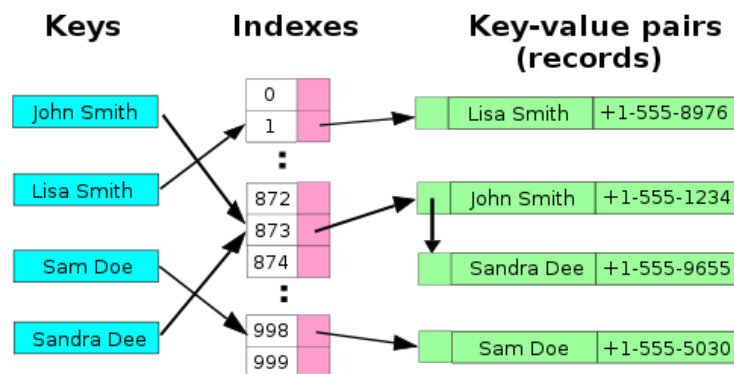 Keys
Indexes
Key-value pairs
(records)
John Smith
Lisa Smith
Sam Doe
Sandra Dee
0
1
:
872
873
874
:
998
999
Lisa Smith +1-555-8976
John Smith +1-555-1234
Sandra Dee +1-555-9655
Sam Doe +1-555-5030